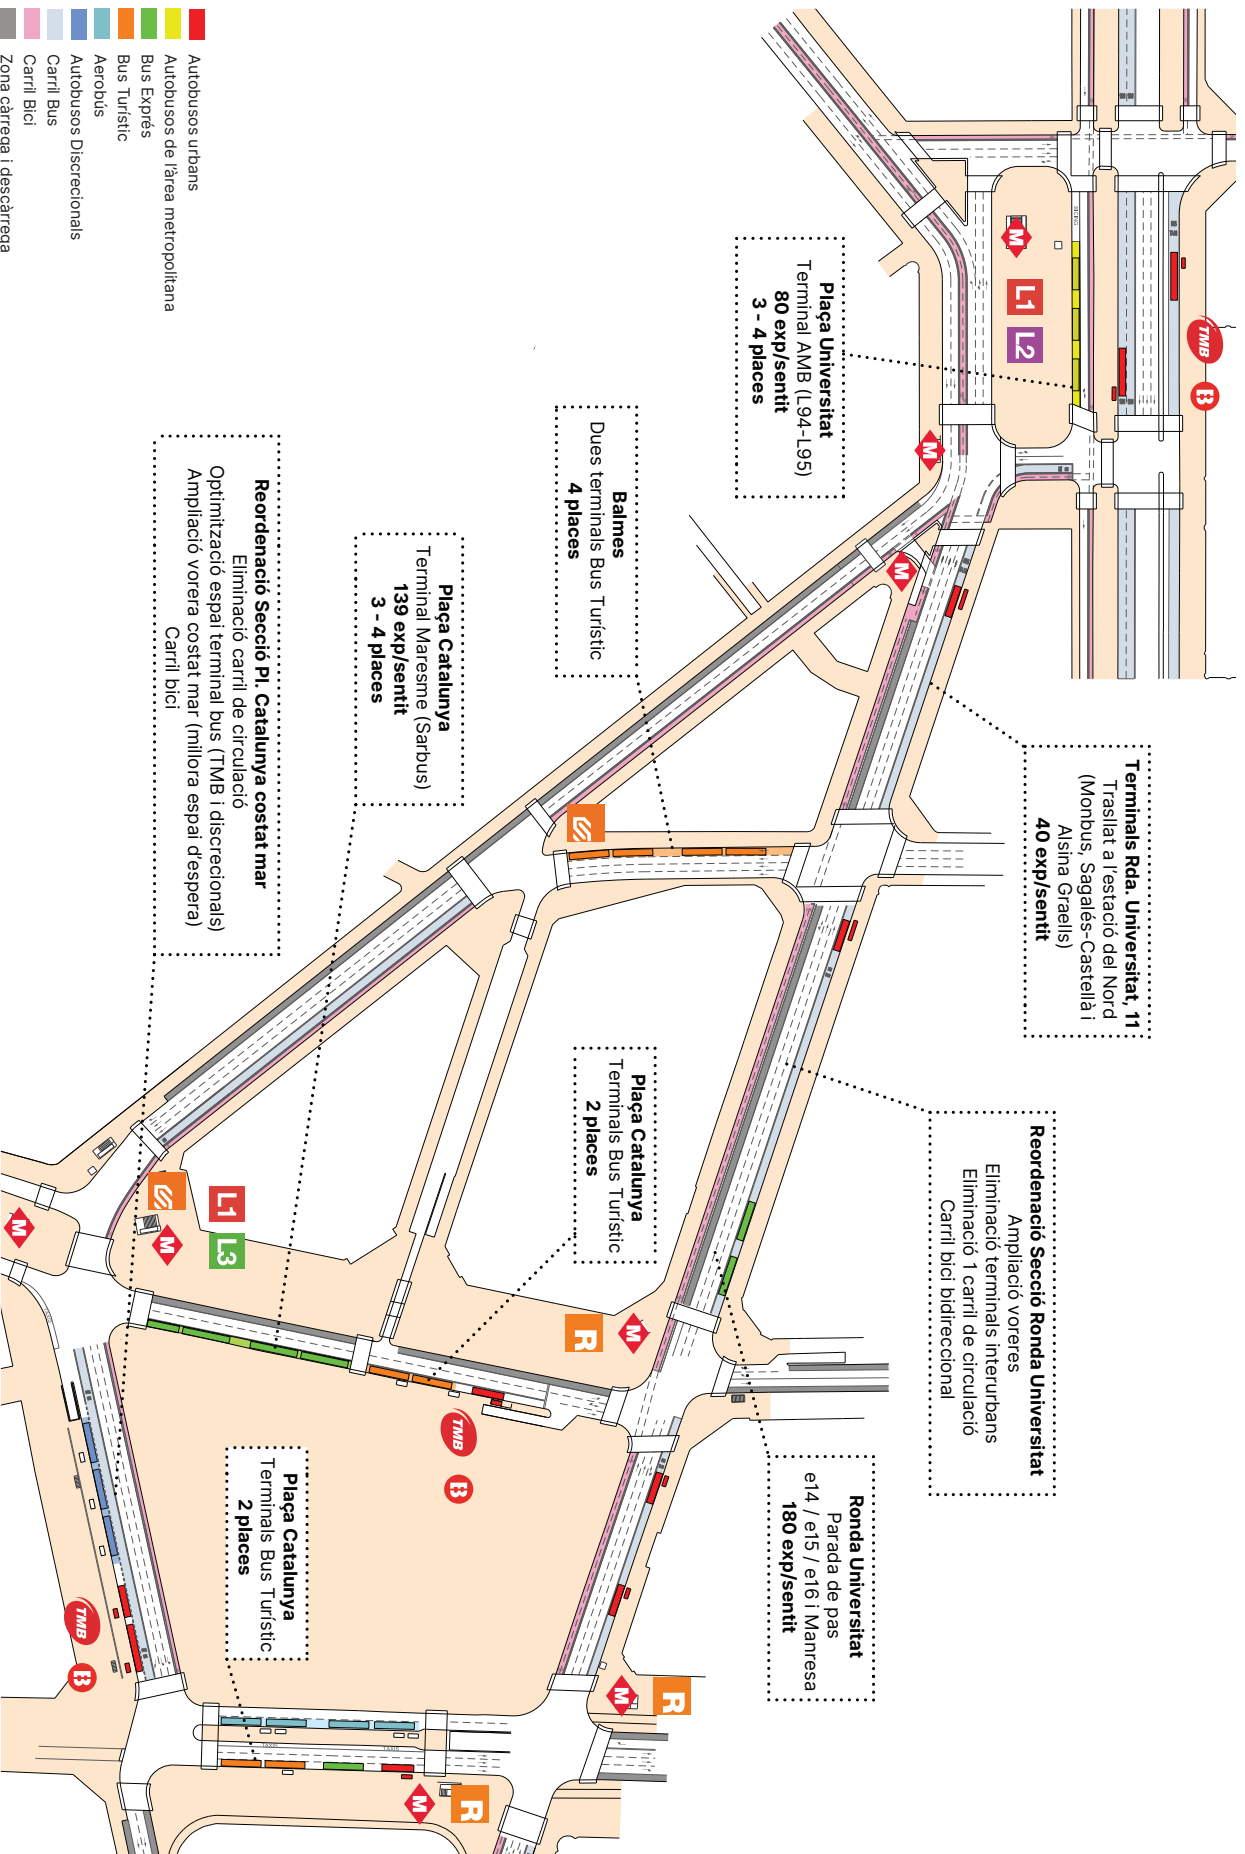 Autobusos urbans
Autobusos de l'àrea metropolitana
Bus Exprés
Bus Turístic
Aerobús
Autobusos Discrecionals
Carril Bus
Carril Bici
Zona càrrega i descàrrega
TMB
B
BICING
M
L1
L2
Plaça Universitat
Terminal AMB (L94-L95)
80 exp/sentit
3 - 4 places
M
M
Balmes
Dues terminals Bus Turístic
4 places
Plaça Catalunya
Terminal Maresme (Sarbus)
139 exp/sentit
3 - 4 places
Reordenació Secció Pl. Catalunya costat mar
Eliminació carril de circulació
Optimització espai terminal bus (TMB i discrecionals)
Ampliació vorera costat mar (millora espai d'espera)
Carril bici
Terminals Rda. Universitat, 11
Trasllat a l'estació del Nord
(Monbus, Sagalés-Castellà i
Alsina Graells)
40 exp/sentit
Reordenació Secció Ronda Universitat
Ampliació voreres
Eliminació terminals interurbans
Eliminació 1 carril de circulació
Carril bici bidireccional
Plaça Catalunya
Terminals Bus Turístic
2 places
L1
L3
M
M
R
M
TMB
B
Ronda Universitat
Parada de pas
e14 / e15 / e16 i Manresa
180 exp/sentit
Plaça Catalunya
Terminals Bus Turístic
2 places
TMB
B
R
M
TAXIS
TAXIS
R
M